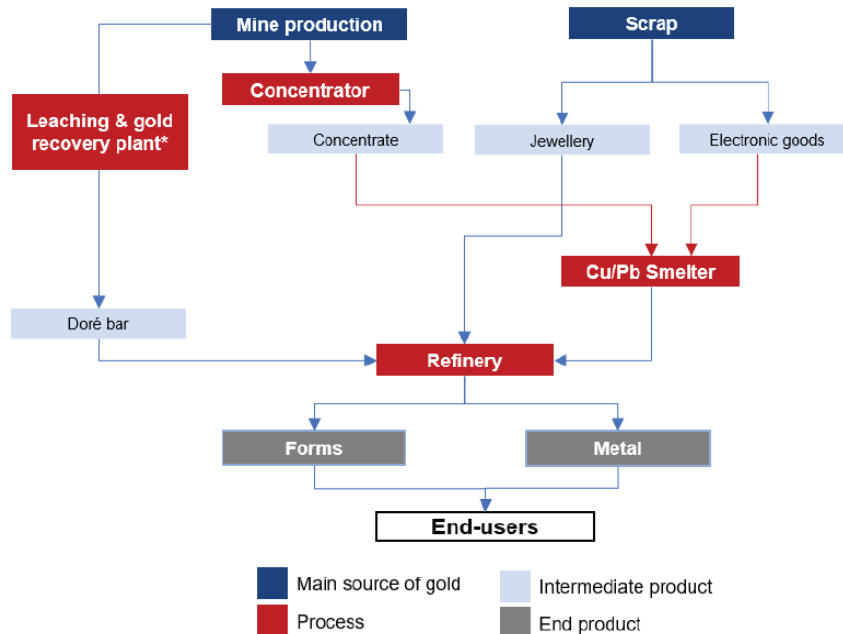 Mine production
Scrap
Concentrator
Leaching & gold
recovery plant*
Concentrate
Jewellery
Electronic goods
Cu/Pb Smelter
Doré bar
Refinery
Forms
Metal
End-users
Main source of gold
Intermediate product
Process
End product